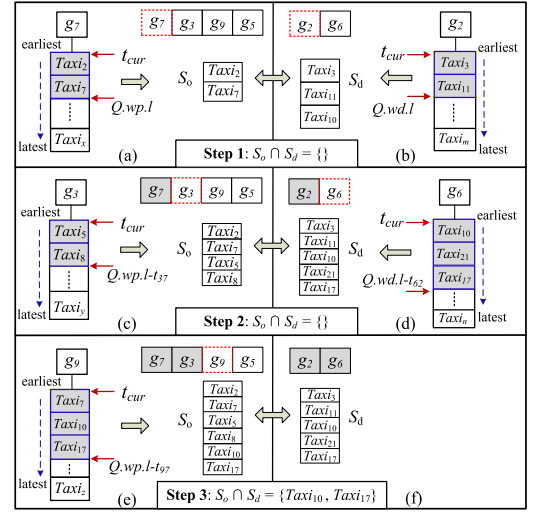 g7
g7 g3 g9 g5
g2 g6
g2
earliest
tcur
Taxi2
Taxi7
Q.wp.l
Taxix
latest
So
Taxi2
Taxi7
Sd
Taxi3
Taxi11
Taxi10
tcur
earliest
Taxi3
Taxi11
Q.wd.l
Taxim
latest
(a)
Step 1: So ∩ Sd = {}
(b)
g3
g7 g3 g9 g5
g2 g6
g6
earliest
tcur
Taxi5
Taxi8
Q.wp.l-t37
Taxiy
latest
So
Taxi2
Taxi7
Taxi5
Taxi8
Sd
Taxi3
Taxi11
Taxi10
Taxi21
Taxi17
tcur
earliest
Taxi10
Taxi21
Taxi17
Q.wd.l-t62
Taxin
latest
(c)
Step 2: So ∩ Sd = {}
(d)
g9
g7 g3 g9 g5
g2 g6
earliest
tcur
Taxi7
Taxi10
Taxi17
Q.wp.l-t97
Taxiz
latest
So
Taxi2
Taxi7
Taxi5
Taxi8
Taxi10
Taxi17
Sd
Taxi3
Taxi11
Taxi10
Taxi21
Taxi17
(e)
Step 3: So ∩ Sd = {Taxi10, Taxi17}
(f)